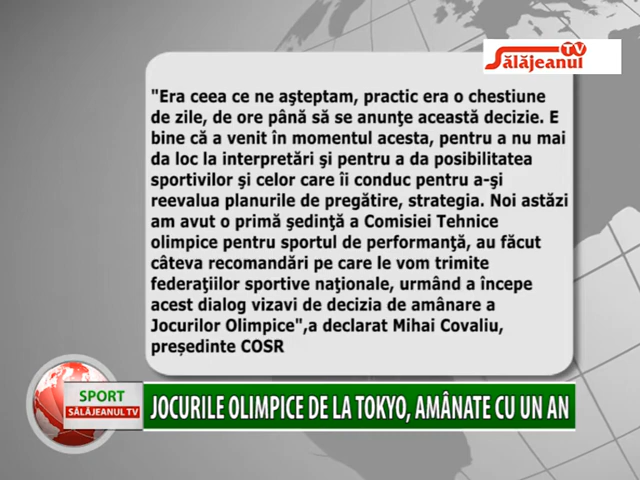 Sălăjeanul TV
"Era ceea ce ne aşteptam, practic era o chestiune
de zile, de ore până să se anunţe această decizie. E
bine că a venit în momentul acesta, pentru a nu mai
da loc la interpretări şi pentru a da posibilitatea
sportivilor şi celor care îi conduc pentru a-şi
reevalua planurile de pregătire, strategia. Noi astăzi
am avut o primă şedinţă a Comisiei Tehnice
olimpice pentru sportul de performanţă, au făcut
câteva recomandări pe care le vom trimite
federaţiilor sportive naţionale, urmând a începe
acest dialog vizavi de decizia de amânare a
Jocurilor Olimpice",a declarat Mihai Covaliu,
președinte COSR
SPORT
SĂLĂJEANUL TV
JOCURILE OLIMPICE DE LA TOKYO, AMÂNATE CU UN AN